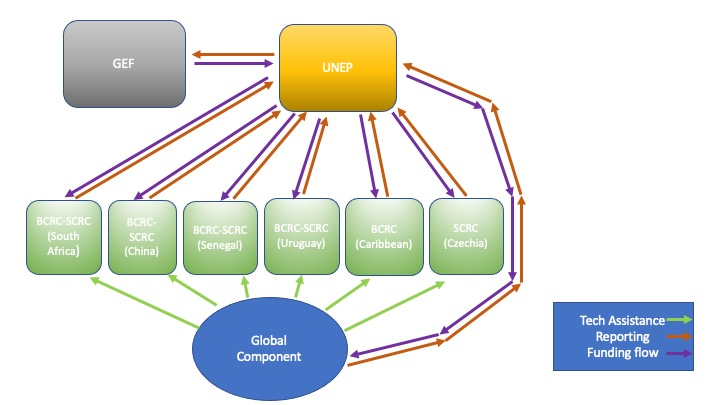 GEF
UNEP
BCRC-SCRC
(South
Africa)
BCRC-
SCRC
(China)
BCRC-SCRC
(Senegal)
BCRC-SCRC
(Uruguay)
BCRC
(Caribbean)
SCRC
(Czechia)
Global
Component
Tech Assistance
Reporting
Funding flow